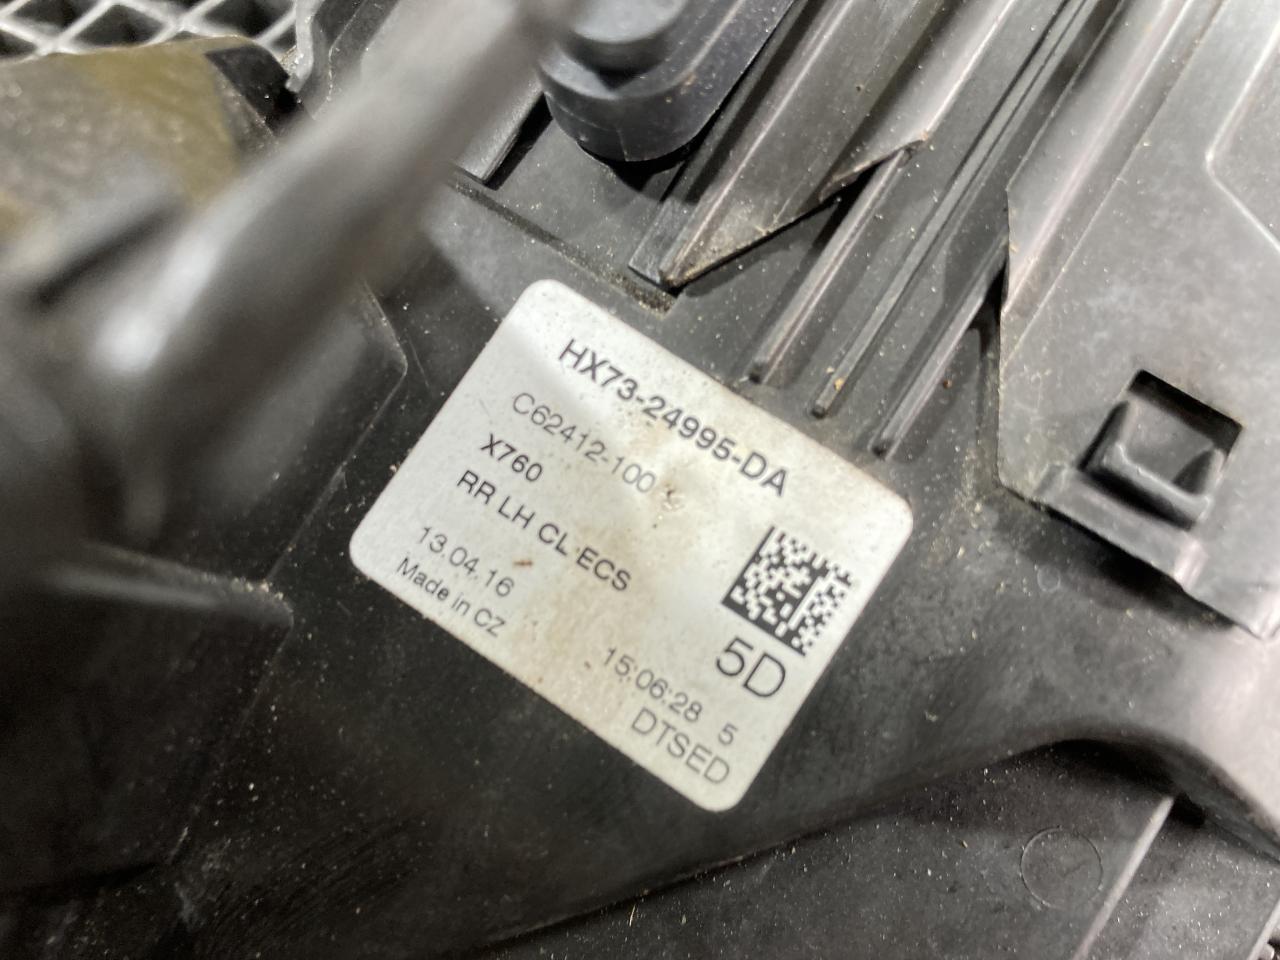 HX73-24995-DA
C62412-100
X760
RR LH CL ECS
13.04.16
Made in CZ
5D
15:06:28 5
DTSED